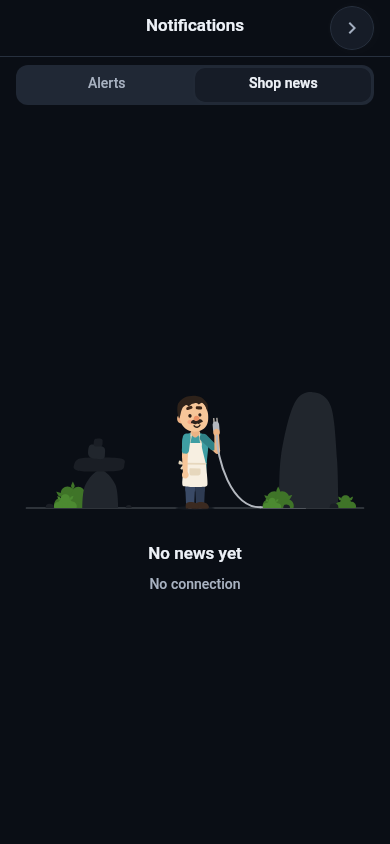 Notifications
Alerts
Shop news
No news yet
No connection